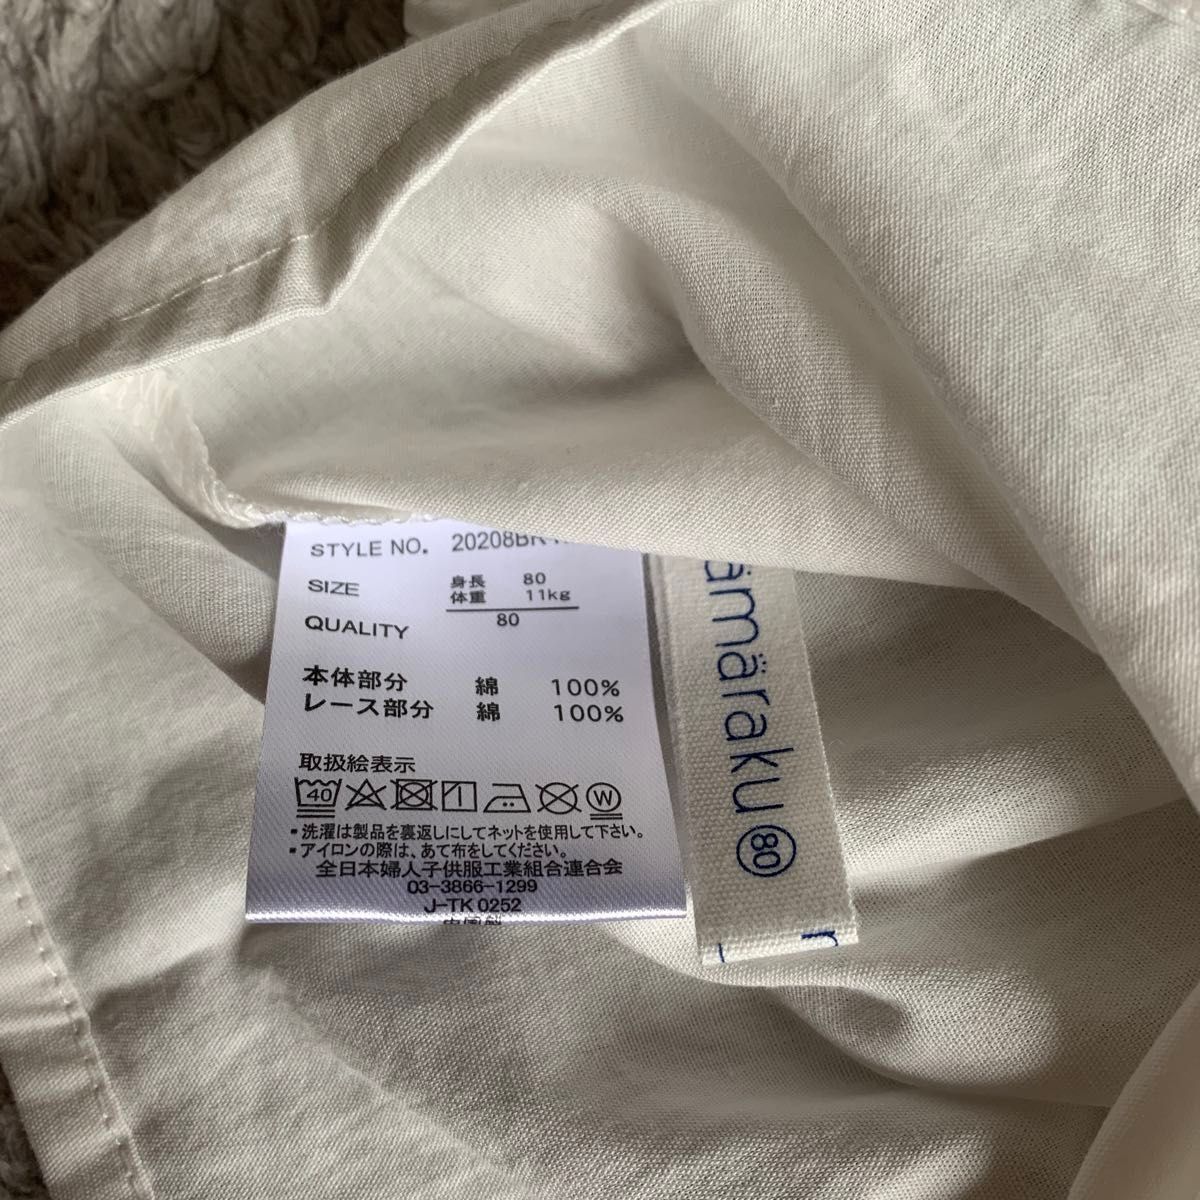 STYLE NO. 20208BR
SIZE 身長 80
体重 11kg
80
QUALITY
本体部分 綿 100%
レース部分 綿 100%
取扱絵表示
40 W
・洗濯は製品を裏返しにしてネットを使用して下さい。
・アイロンの際は、あて布をしてください。
全日本婦人子供服工業組合連合会
03-3866-1299
J-TK 0252
ämäraku 80
r